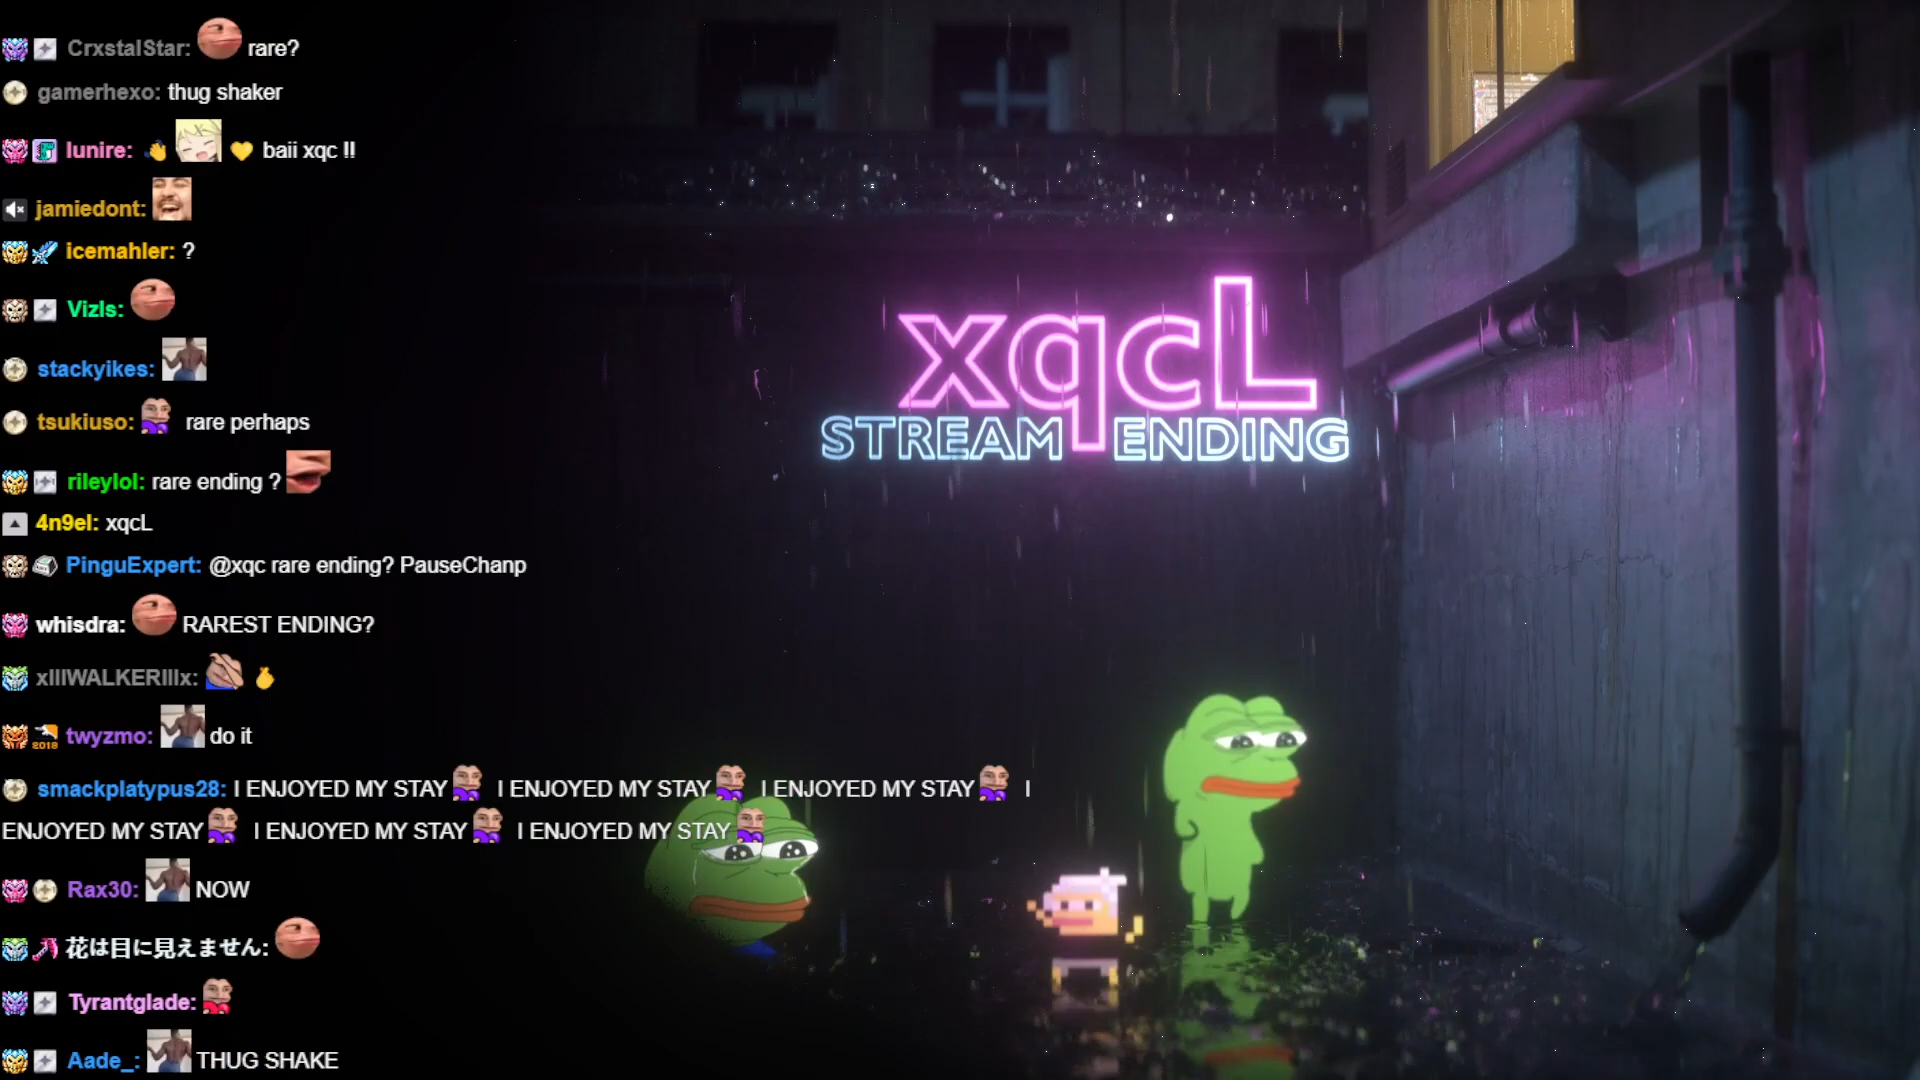 CrxstalStar: rare?
gamerhexo: thug shaker
lunire: baii xqc !!
jamiedont:
icemahler: ?
Vizls:
stackyikes:
tsukiuso: rare perhaps
rileylol: rare ending ?
4n9el: xqcL
PinguExpert: @xqc rare ending? PauseChanp
whisdra: RAREST ENDING?
xIIIWALKERIIIx:
2018 twyzmo: do it
smackplatypus28: I ENJOYED MY STAY I ENJOYED MY STAY I ENJOYED MY STAY I
ENJOYED MY STAY I ENJOYED MY STAY I ENJOYED MY STAY
Rax30: NOW
花は目に見えません:
Tyrantglade:
Aade_: THUG SHAKE
xqcL
STREAM ENDING